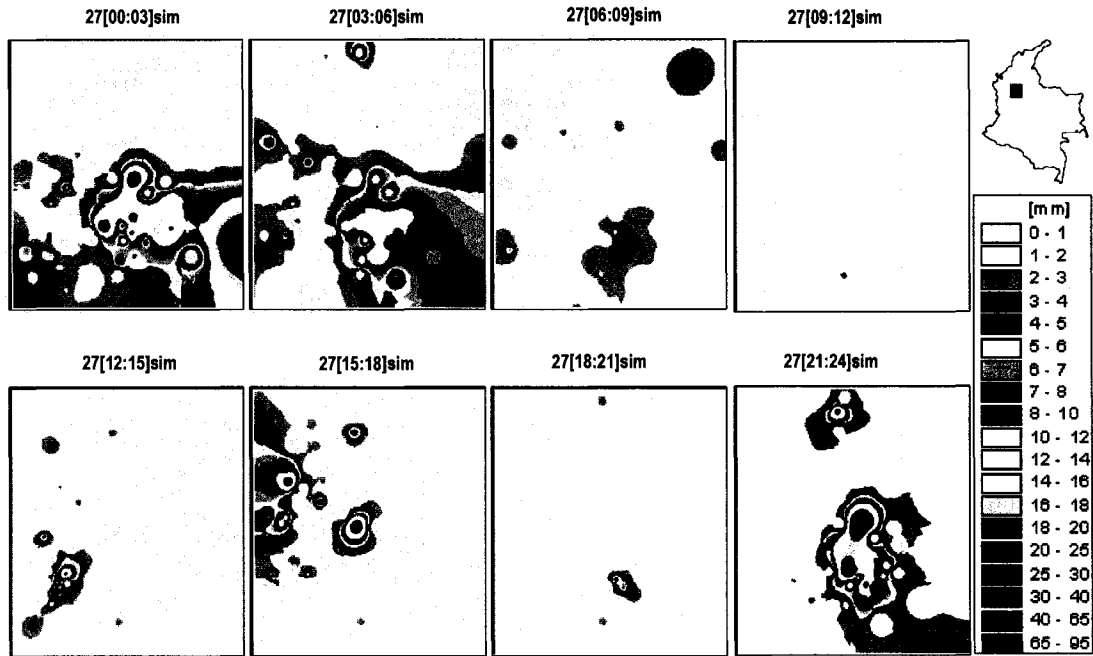 27[00:03]sim
27[03:06]sim
27[06:09]sim
27[09:12]sim
27[12:15]sim
27[15:18]sim
27[18:21]sim
27[21:24]sim
[mm]
0 - 1
1 - 2
2 - 3
3 - 4
4 - 5
5 - 6
6 - 7
7 - 8
8 - 10
10 - 12
12 - 14
14 - 16
16 - 18
18 - 20
20 - 25
25 - 30
30 - 40
40 - 65
65 - 95